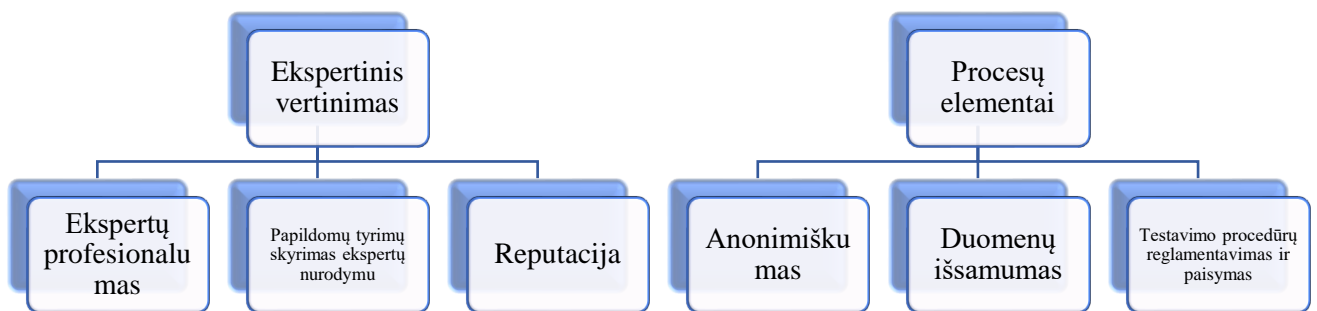 Ekspertinis
vertinimas
Procesų
elementai
Ekspertų
profesionalu
mas
Papildomų tyrimų
skyrimas ekspertų
nurodymu
Reputacija
Anonimišku
mas
Duomenų
išsamumas
Testavimo procedūrų
reglamentavimas ir
paisymas